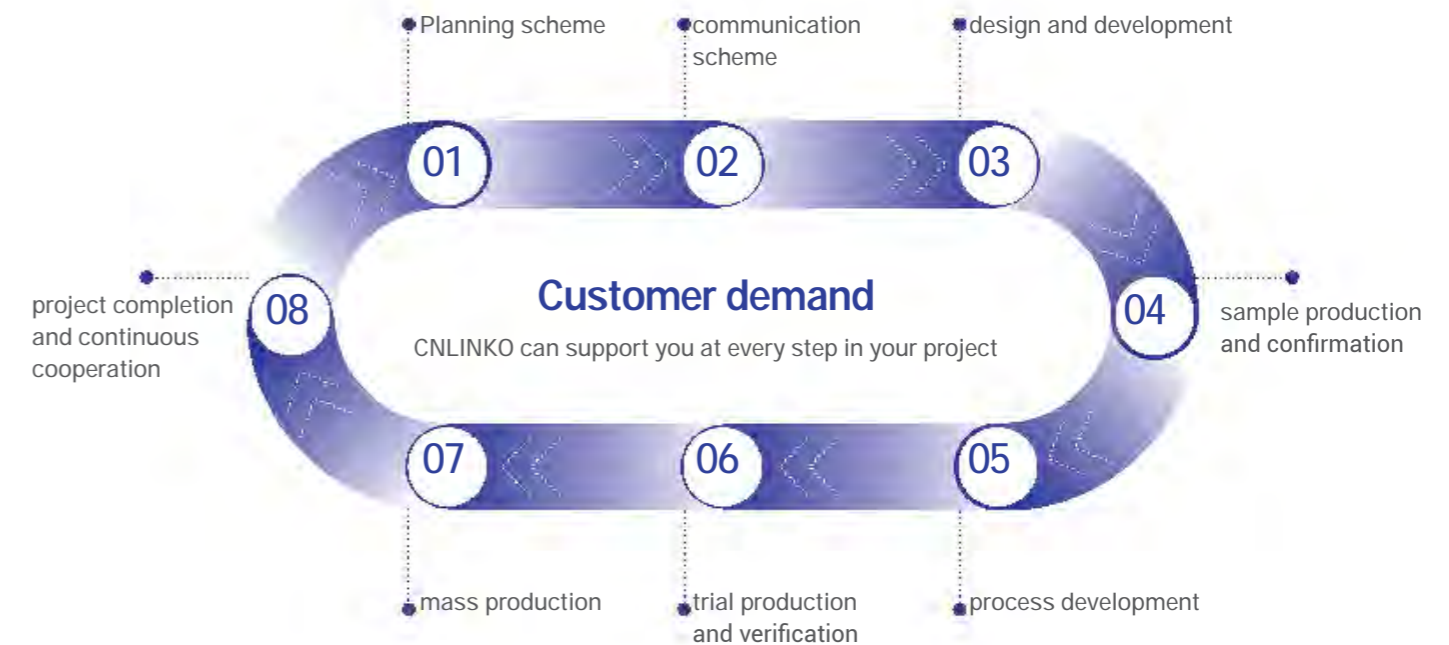 Planning scheme
communication
scheme
design and development
01
02
03
04
sample production
and confirmation
Customer demand
CNLINKO can support you at every step in your project
08
project completion
and continuous
cooperation
07
06
05
mass production
trial production
and verification
process development